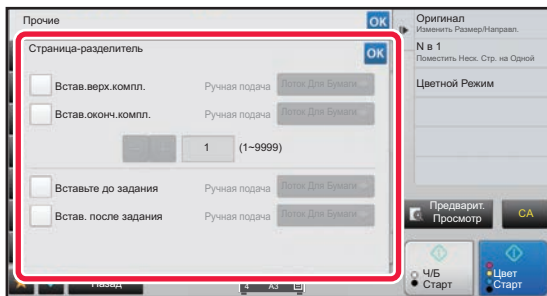 Прочие
OK
Страница-разделитель
OK
Встав.верх.компл.
Ручная подача
Лоток Для Бумаги
Встав.оконч.компл.
Ручная подача
Лоток Для Бумаги
1
(1~9999)
Вставьте до задания
Ручная подача
Лоток Для Бумаги
Встав. после задания
Ручная подача
Лоток Для Бумаги
Назад
4
A3
Оригинал
Изменить Размер/Направл.
N в 1
Поместить Неск. Стр. на Одной
Цветной Режим
Предварит.
Просмотр
CA
Ч/Б
Старт
Цвет
Старт